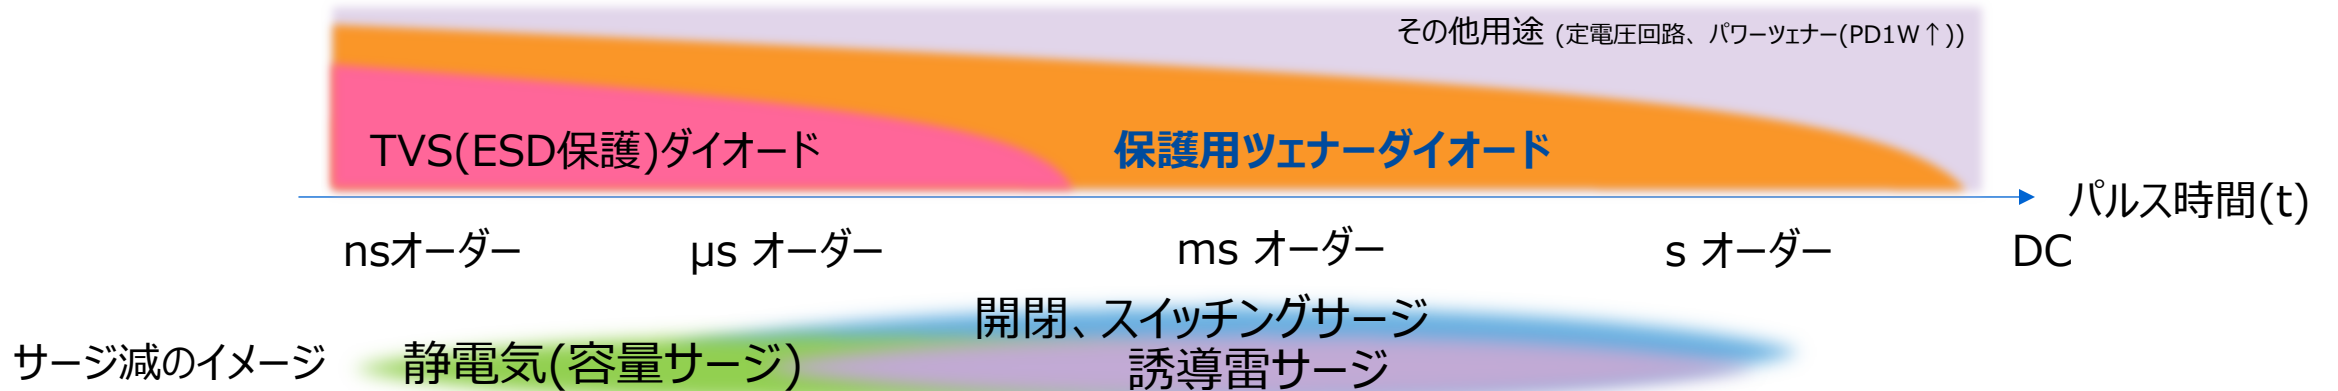 その他用途 (定電圧回路、パワーツェナー(PD1W↑))
TVS(ESD保護)ダイオード
保護用ツェナーダイオード
パルス時間(t)
nsオーダー
μs オーダー
ms オーダー
s オーダー
DC
開閉、スイッチングサージ
サージ減のイメージ
静電気(容量サージ)
誘導雷サージ